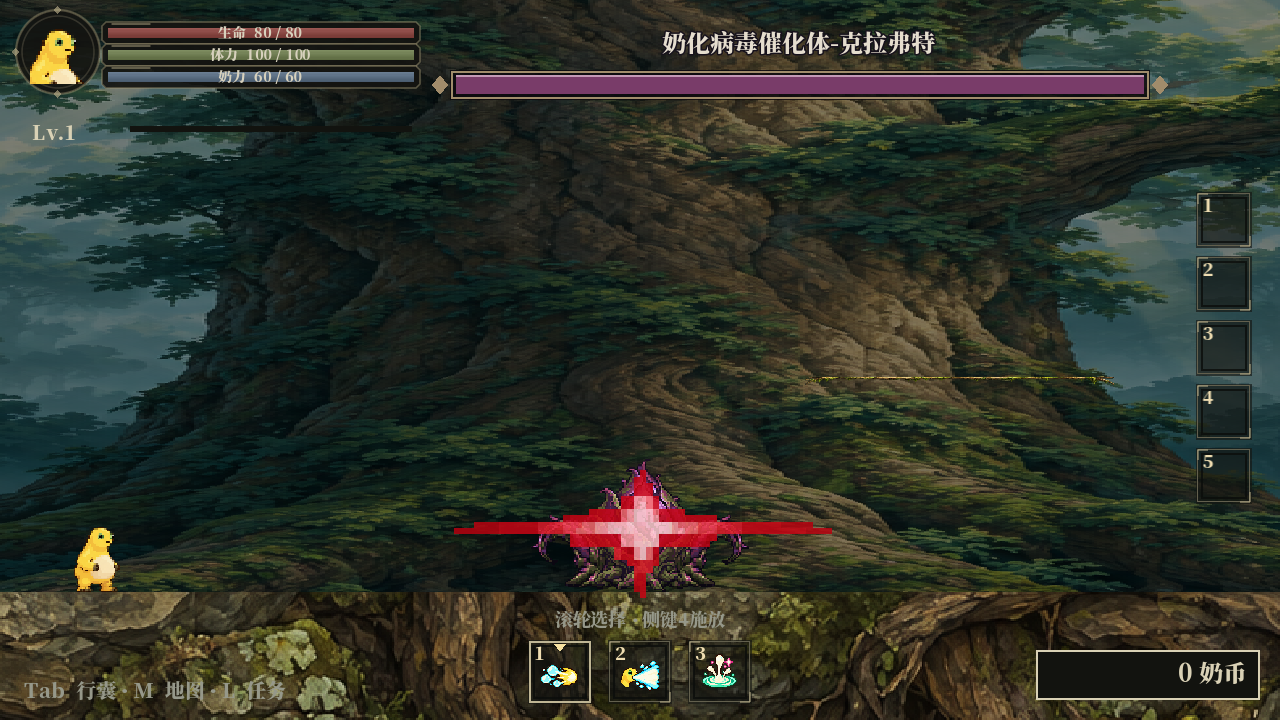 生命 80 / 80
体力 100 / 100
奶力 60 / 60
Lv.1
奶化病毒催化体-克拉弗特
1
2
3
4
5
滚轮选择 · 侧键4施放
1
2
3
Tab 行囊 · M 地图 · L 任务
0 奶币